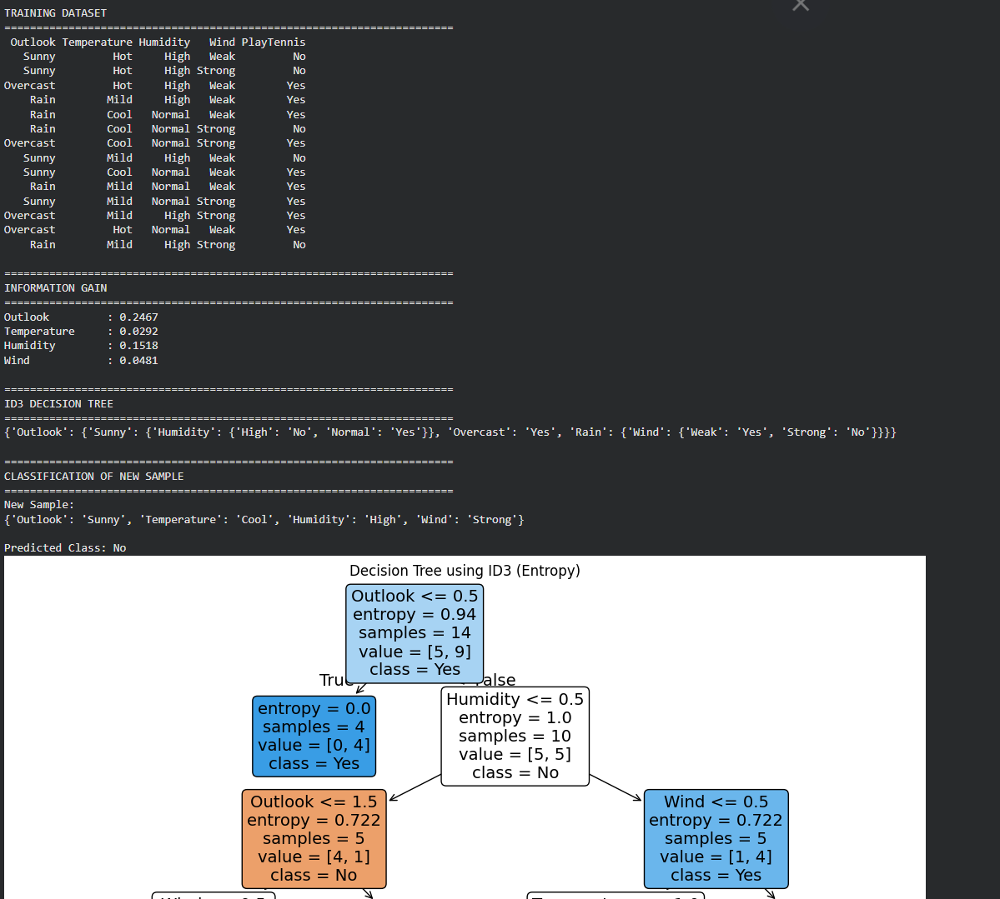 TRAINING DATASET
======================================================================
Outlook Temperature Humidity Wind PlayTennis
Sunny Hot High Weak No
Sunny Hot High Strong No
Overcast Hot High Weak Yes
Rain Mild High Weak Yes
Rain Cool Normal Weak Yes
Rain Cool Normal Strong No
Overcast Cool Normal Strong Yes
Sunny Mild High Weak No
Sunny Cool Normal Weak Yes
Rain Mild Normal Weak Yes
Sunny Mild Normal Strong Yes
Overcast Mild High Strong Yes
Overcast Hot Normal Weak Yes
Rain Mild High Strong No
======================================================================
INFORMATION GAIN
======================================================================
Outlook : 0.2467
Temperature : 0.0292
Humidity : 0.1518
Wind : 0.0481
======================================================================
ID3 DECISION TREE
======================================================================
{'Outlook': {'Sunny': {'Humidity': {'High': 'No', 'Normal': 'Yes'}}, 'Overcast': 'Yes', 'Rain': {'Wind': {'Weak': 'Yes', 'Strong': 'No'}}}}
======================================================================
CLASSIFICATION OF NEW SAMPLE
======================================================================
New Sample:
{'Outlook': 'Sunny', 'Temperature': 'Cool', 'Humidity': 'High', 'Wind': 'Strong'}
Predicted Class: No
Decision Tree using ID3 (Entropy)
Outlook <= 0.5
entropy = 0.94
samples = 14
value = [5, 9]
class = Yes
True
False
entropy = 0.0
samples = 4
value = [0, 4]
class = Yes
Humidity <= 0.5
entropy = 1.0
samples = 10
value = [5, 5]
class = No
Outlook <= 1.5
entropy = 0.722
samples = 5
value = [4, 1]
class = No
Wind <= 0.5
entropy = 0.722
samples = 5
value = [1, 4]
class = Yes